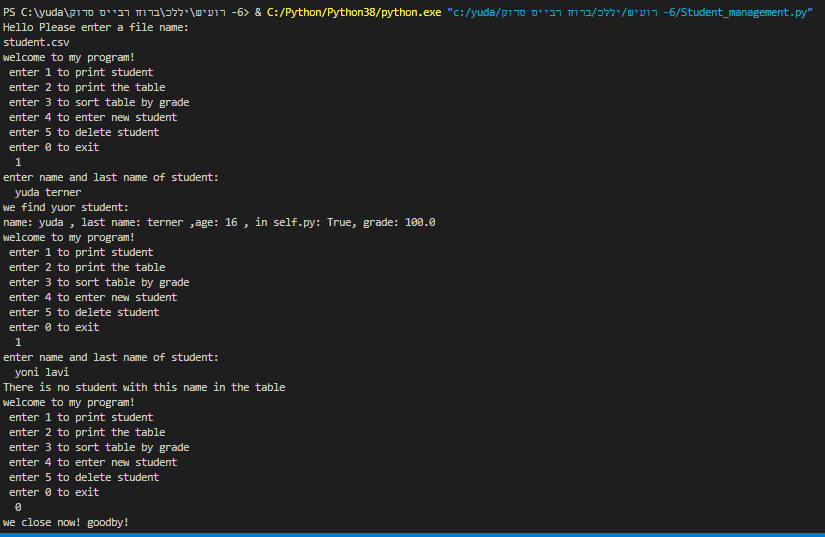 PS C:\yuda\קורס סייבר חורב\כללי\שיעור -6> & C:/Python/Python38/python.exe "c:/yuda/קורס סייבר חורב/כללי/שיעור -6/Student_management.py"
Hello Please enter a file name:
student.csv
welcome to my program!
enter 1 to print student
enter 2 to print the table
enter 3 to sort table by grade
enter 4 to enter new student
enter 5 to delete student
enter 0 to exit
1
enter name and last name of student:
yuda terner
we find yuor student:
name: yuda , last name: terner ,age: 16 , in self.py: True, grade: 100.0
welcome to my program!
enter 1 to print student
enter 2 to print the table
enter 3 to sort table by grade
enter 4 to enter new student
enter 5 to delete student
enter 0 to exit
1
enter name and last name of student:
yoni lavi
There is no student with this name in the table
welcome to my program!
enter 1 to print student
enter 2 to print the table
enter 3 to sort table by grade
enter 4 to enter new student
enter 5 to delete student
enter 0 to exit
0
we close now! goodby!